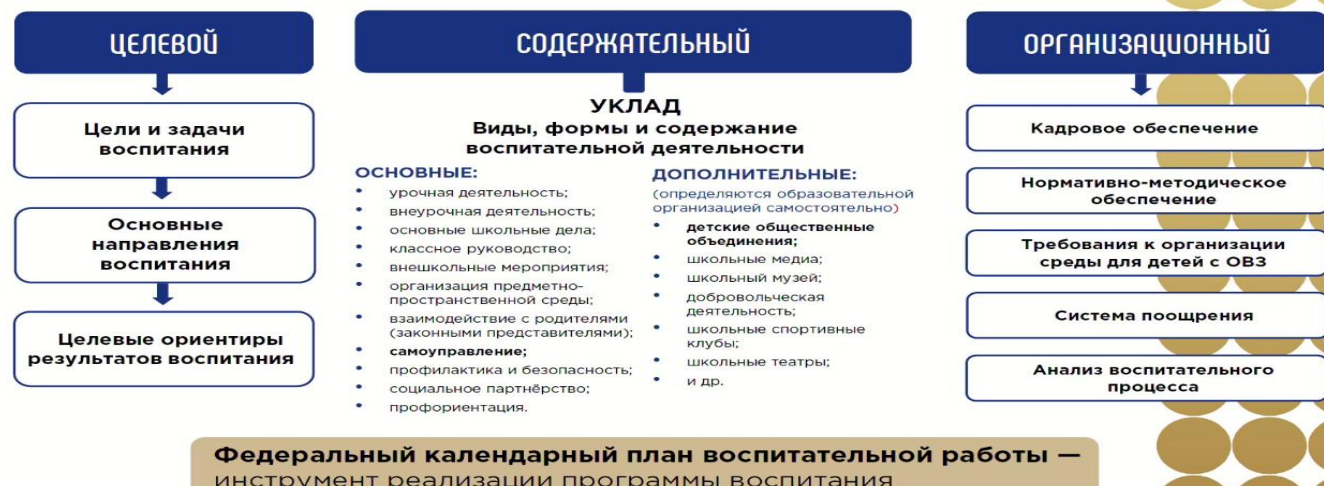 ЦЕЛЕВОЙ
Цели и задачи
воспитания
Основные
направления
воспитания
Целевые ориентиры
результатов воспитания
СОДЕРЖАТЕЛЬНЫЙ
УКЛАД
Виды, формы и содержание
воспитательной деятельности
ОСНОВНЫЕ:
• урочная деятельность;
• внеурочная деятельность;
• основные школьные дела;
• классное руководство;
• внешкольные мероприятия;
• организация предметно-
пространственной среды;
• взаимодействие с родителями
(законными представителями);
• самоуправление;
• профилактика и безопасность;
• социальное партнёрство;
• профориентация.
ДОПОЛНИТЕЛЬНЫЕ:
(определяются образовательной
организацией самостоятельно)
• детские общественные
объединения;
• школьные медиа;
• школьный музей;
• добровольческая
деятельность;
• школьные спортивные
клубы;
• школьные театры;
• и др.
ОРГАНИЗАЦИОННЫЙ
Кадровое обеспечение
Нормативно-методическое
обеспечение
Требования к организации
среды для детей с ОВЗ
Система поощрения
Анализ воспитательного
процесса
Федеральный календарный план воспитательной работы —
инструмент реализации программы воспитания